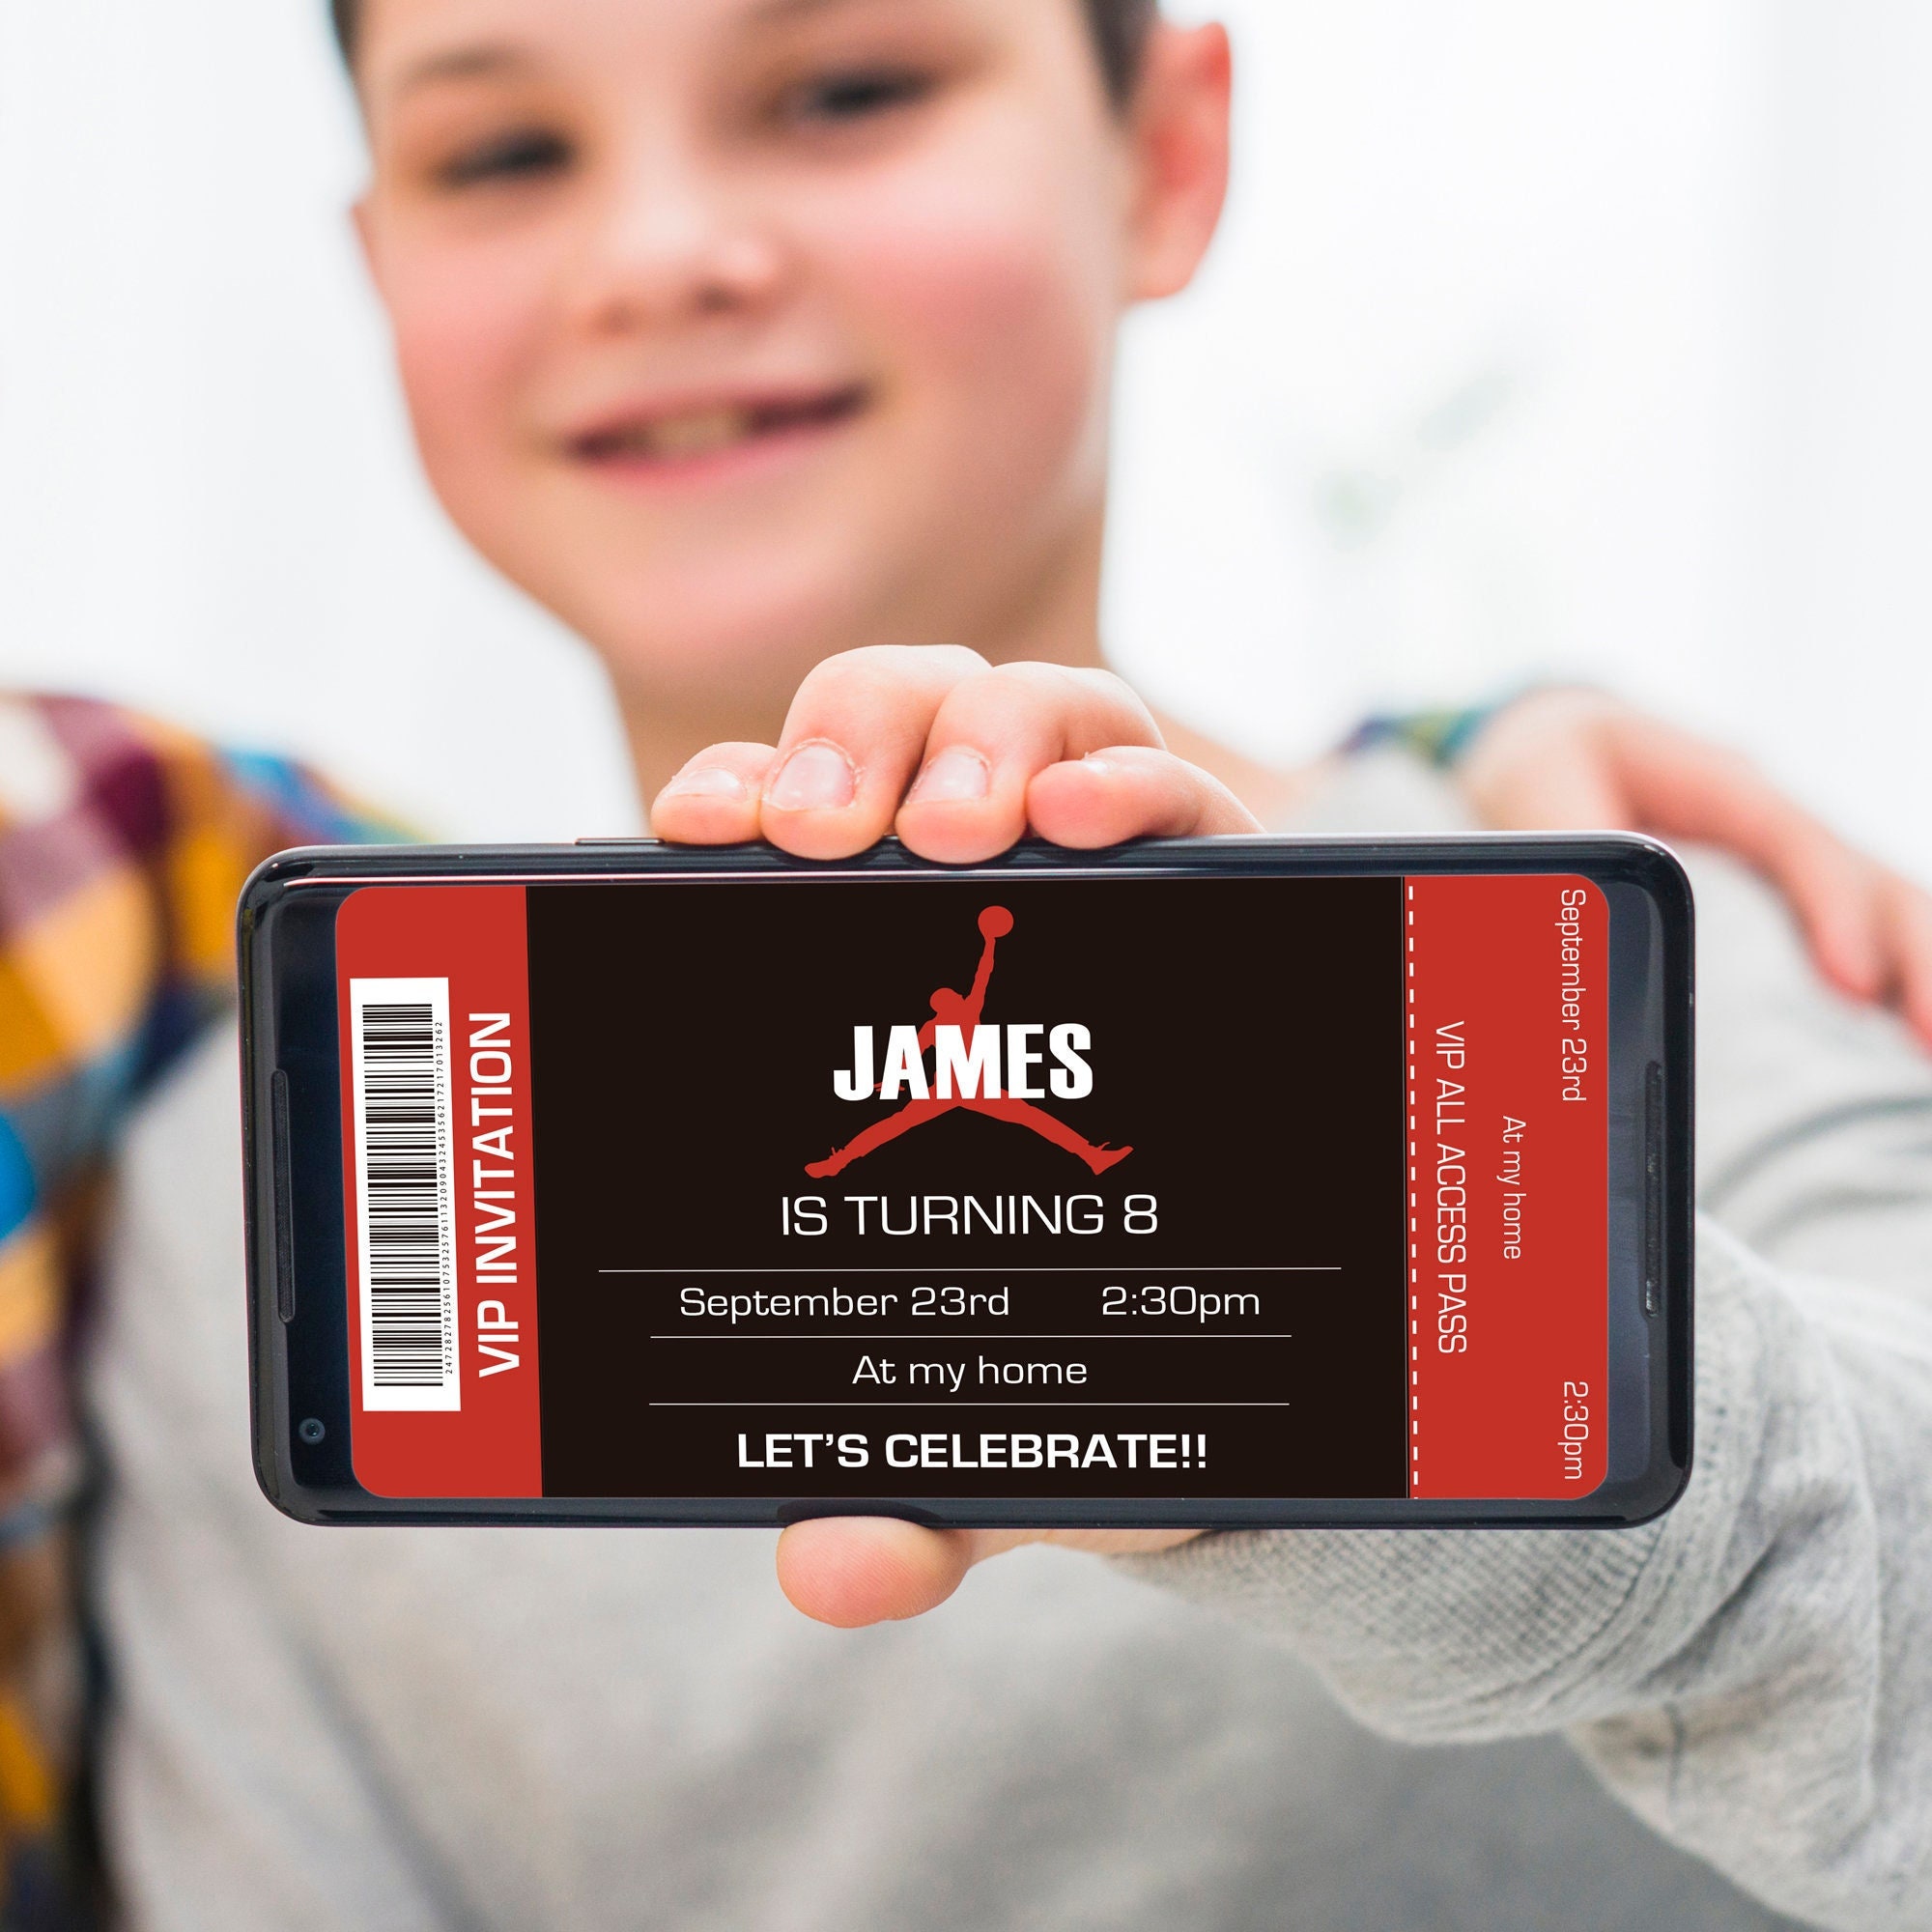 VIP INVITATION
JAMES
IS TURNING 8
September 23rd 2:30pm
At my home
LET'S CELEBRATE!!
VIP ALL ACCESS PASS
At my home
September 23rd 2:30pm